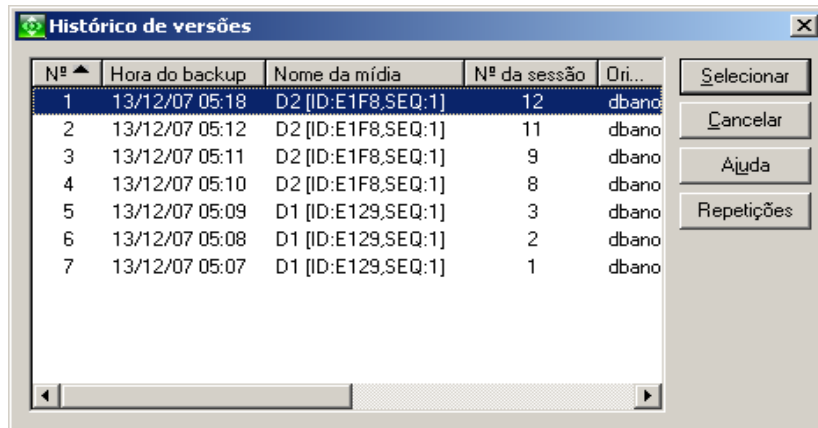 Histórico de versões
Nº Hora do backup Nome da mídia Nº da sessão Ori...
1 13/12/07 05:18 D2 [ID:E1F8,SEQ:1] 12 dbano
2 13/12/07 05:12 D2 [ID:E1F8,SEQ:1] 11 dbano
3 13/12/07 05:11 D2 [ID:E1F8,SEQ:1] 9 dbano
4 13/12/07 05:10 D2 [ID:E1F8,SEQ:1] 8 dbano
5 13/12/07 05:09 D1 [ID:E129,SEQ:1] 3 dbano
6 13/12/07 05:08 D1 [ID:E129,SEQ:1] 2 dbano
7 13/12/07 05:07 D1 [ID:E129,SEQ:1] 1 dbano
Selecionar
Cancelar
Ajuda
Repetições